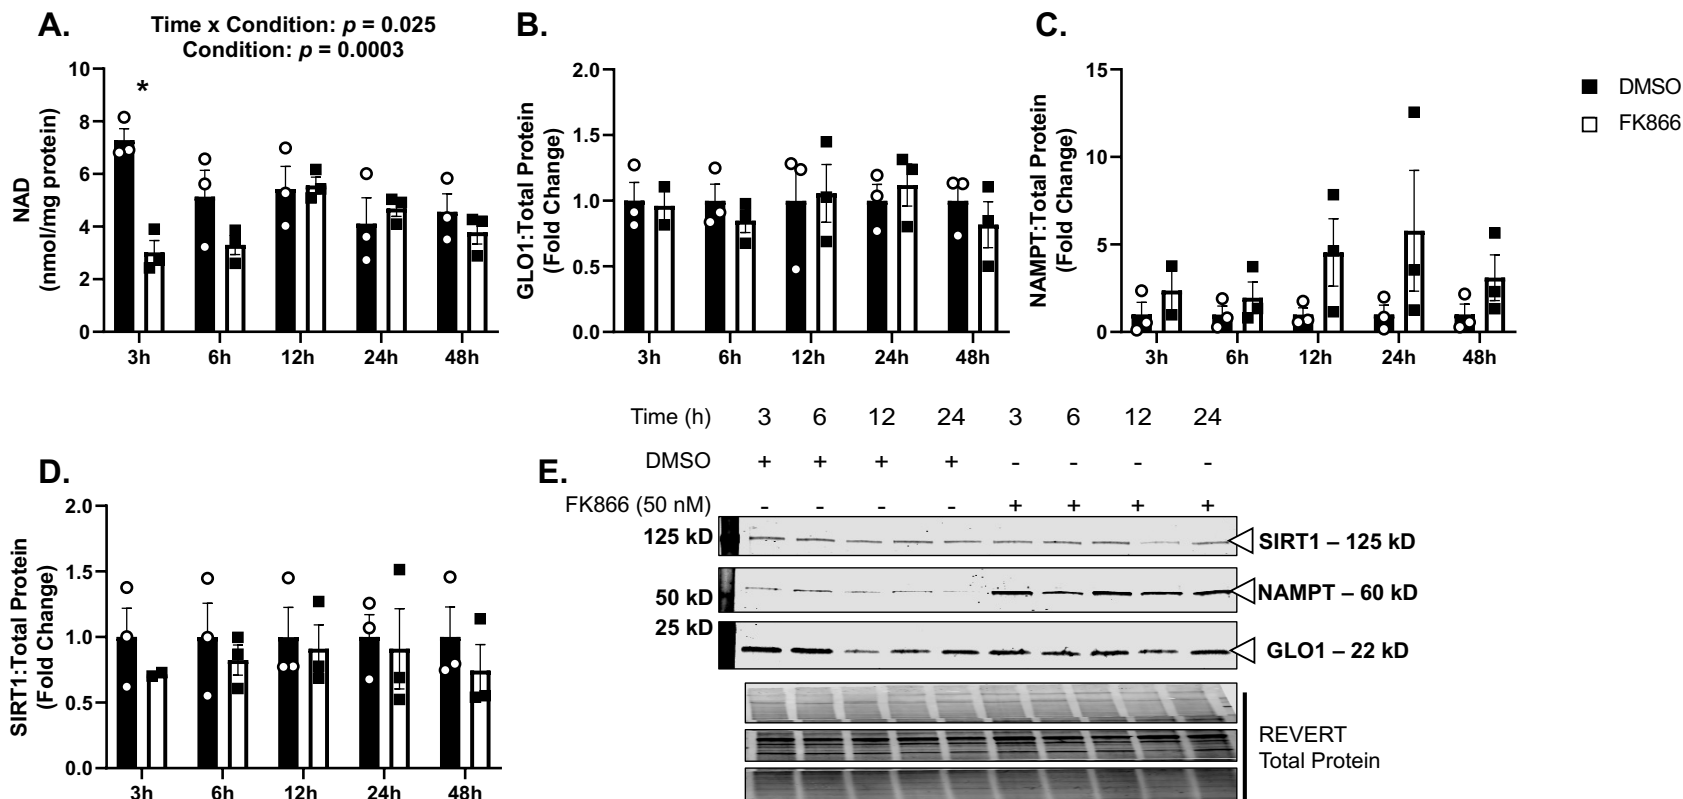 A.
Time x Condition: p = 0.025
Condition: p = 0.0003
NAD
(nmol/mg protein)
10
8
6
4
2
0
*
3h 6h 12h 24h 48h
B.
GLO1:Total Protein
(Fold Change)
2.0
1.5
1.0
0.5
0.0
3h 6h 12h 24h 48h
C.
NAMPT:Total Protein
(Fold Change)
15
10
5
0
3h 6h 12h 24h 48h
DMSO
FK866
D.
SIRT1:Total Protein
(Fold Change)
2.0
1.5
1.0
0.5
0.0
3h 6h 12h 24h 48h
E.
Time (h) 3 6 12 24 3 6 12 24
DMSO + + + + - - - -
FK866 (50 nM) - - - - + + + +
125 kD SIRT1 – 125 kD
50 kD NAMPT – 60 kD
25 kD GLO1 – 22 kD
REVERT
Total Protein